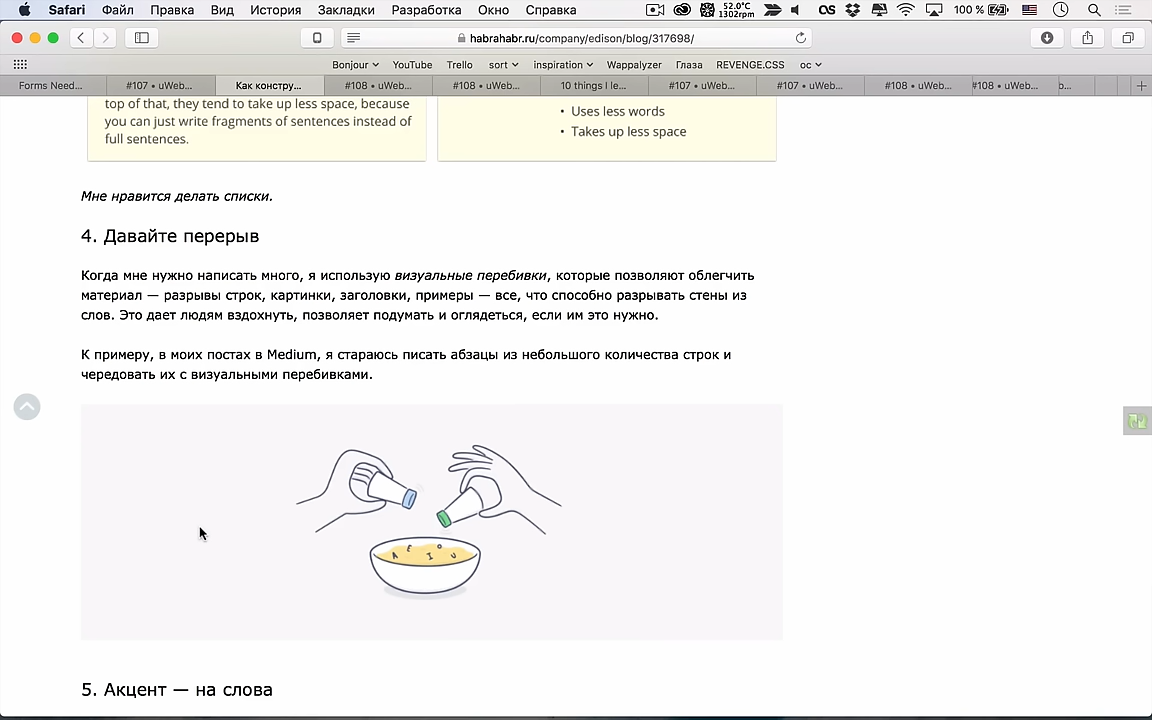 Safari Файл Правка Вид История Закладки Разработка Окно Справка 52.0°C 1302rpm 100 %
habrahabr.ru/company/edison/blog/317698/
Bonjour YouTube Trello sort inspiration Wappalyzer Глаза REVENGE.CSS ос
Forms Need... #107 • uWeb... Как констру... #108 • uWeb... #108 • uWeb... 10 things I le... #107 • uWeb... #107 • uWeb... #108 • uWeb... #108 • uWeb... b...
top of that, they tend to take up less space, because
you can just write fragments of sentences instead of
full sentences.
• Uses less words
• Takes up less space
Мне нравится делать списки.
4. Давайте перерыв
Когда мне нужно написать много, я использую визуальные перебивки, которые позволяют облегчить
материал — разрывы строк, картинки, заголовки, примеры — все, что способно разрывать стены из
слов. Это дает людям вздохнуть, позволяет подумать и оглядеться, если им это нужно.
К примеру, в моих постах в Medium, я стараюсь писать абзацы из небольшого количества строк и
чередовать их с визуальными перебивками.
A E I O U
5. Акцент — на слова